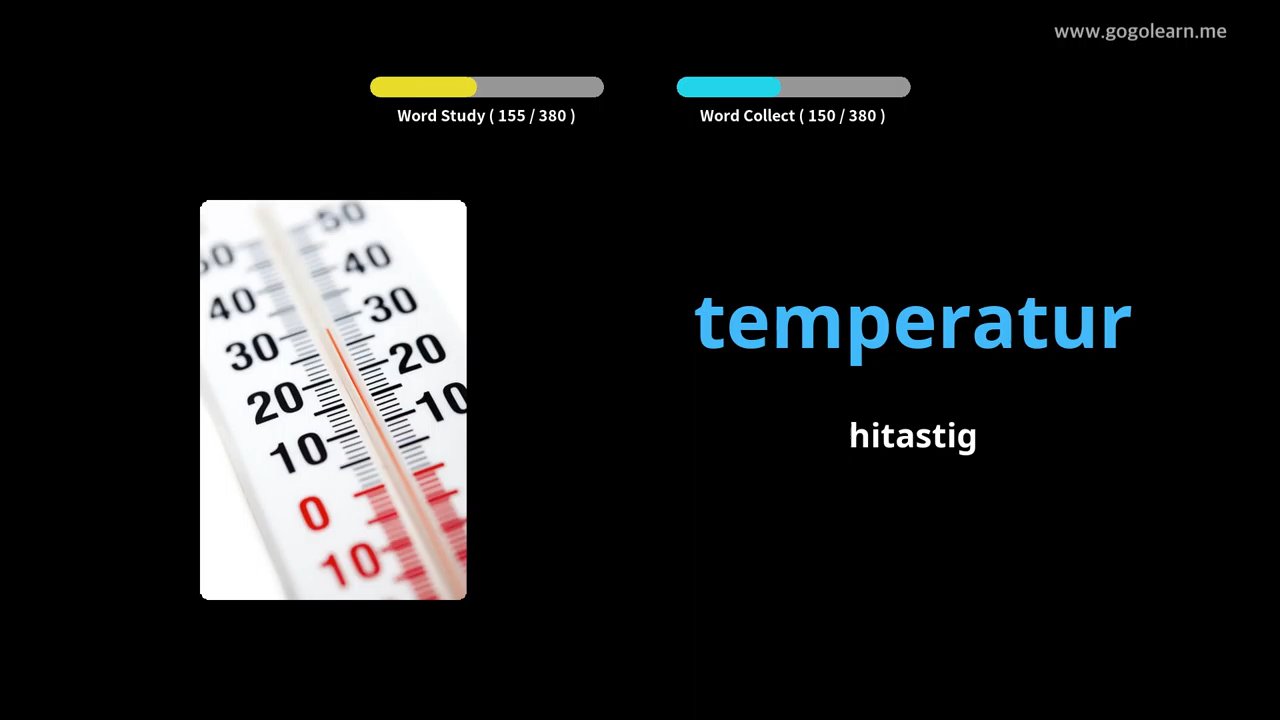 www.gogolearn.me
Word Study ( 155 / 380 )
Word Collect ( 150 / 380 )
50
50
40
40
30
30
20
20
10
10
0
10
temperatur
hitastig